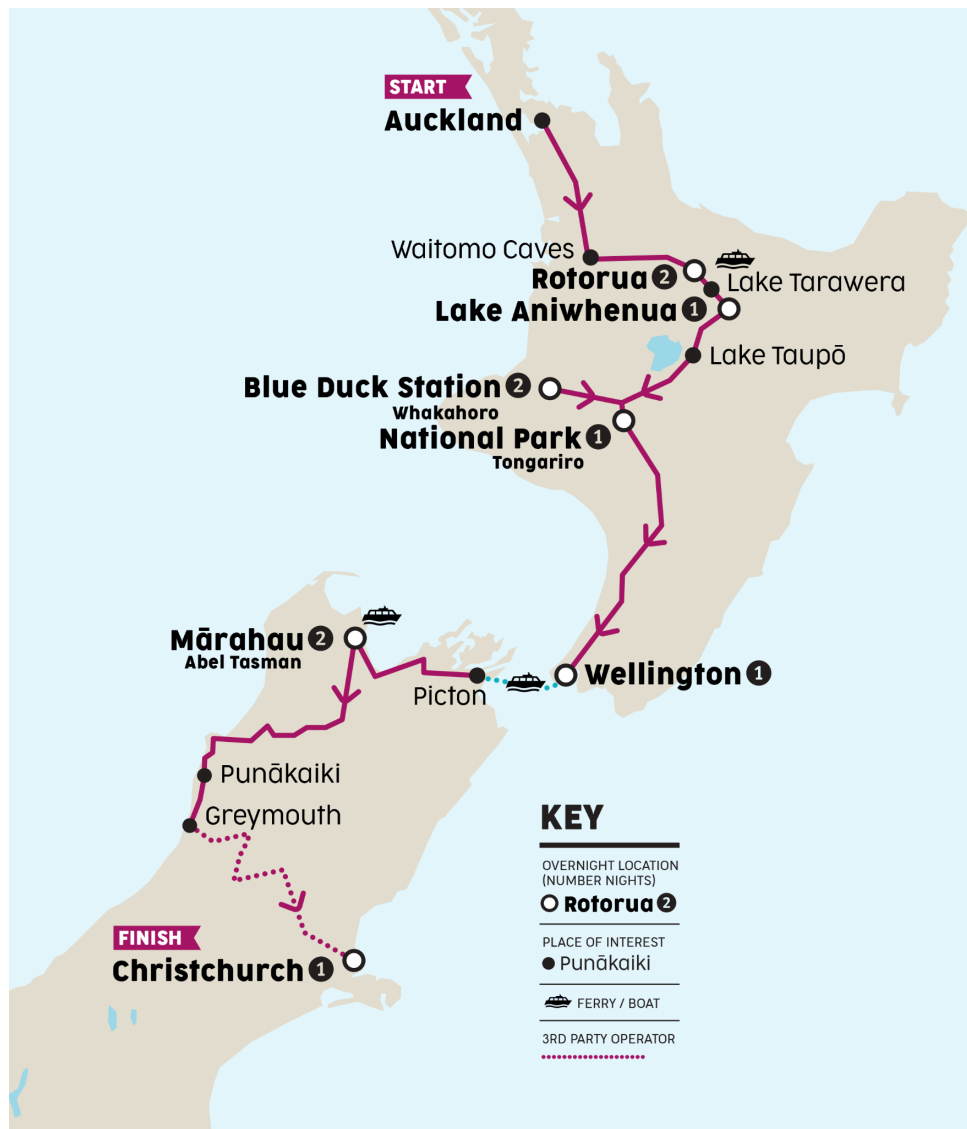 START
Auckland
Waitomo Caves
Rotorua 2
Lake Tarawera
Lake Aniwhenua 1
Lake Taupō
Blue Duck Station 2
Whakahoro
National Park 1
Tongariro
Mārahau 2
Abel Tasman
Wellington 1
Picton
Punākaiki
Greymouth
FINISH
Christchurch 1
KEY
OVERNIGHT LOCATION
(NUMBER NIGHTS)
Rotorua 2
PLACE OF INTEREST
Punākaiki
FERRY / BOAT
3RD PARTY OPERATOR